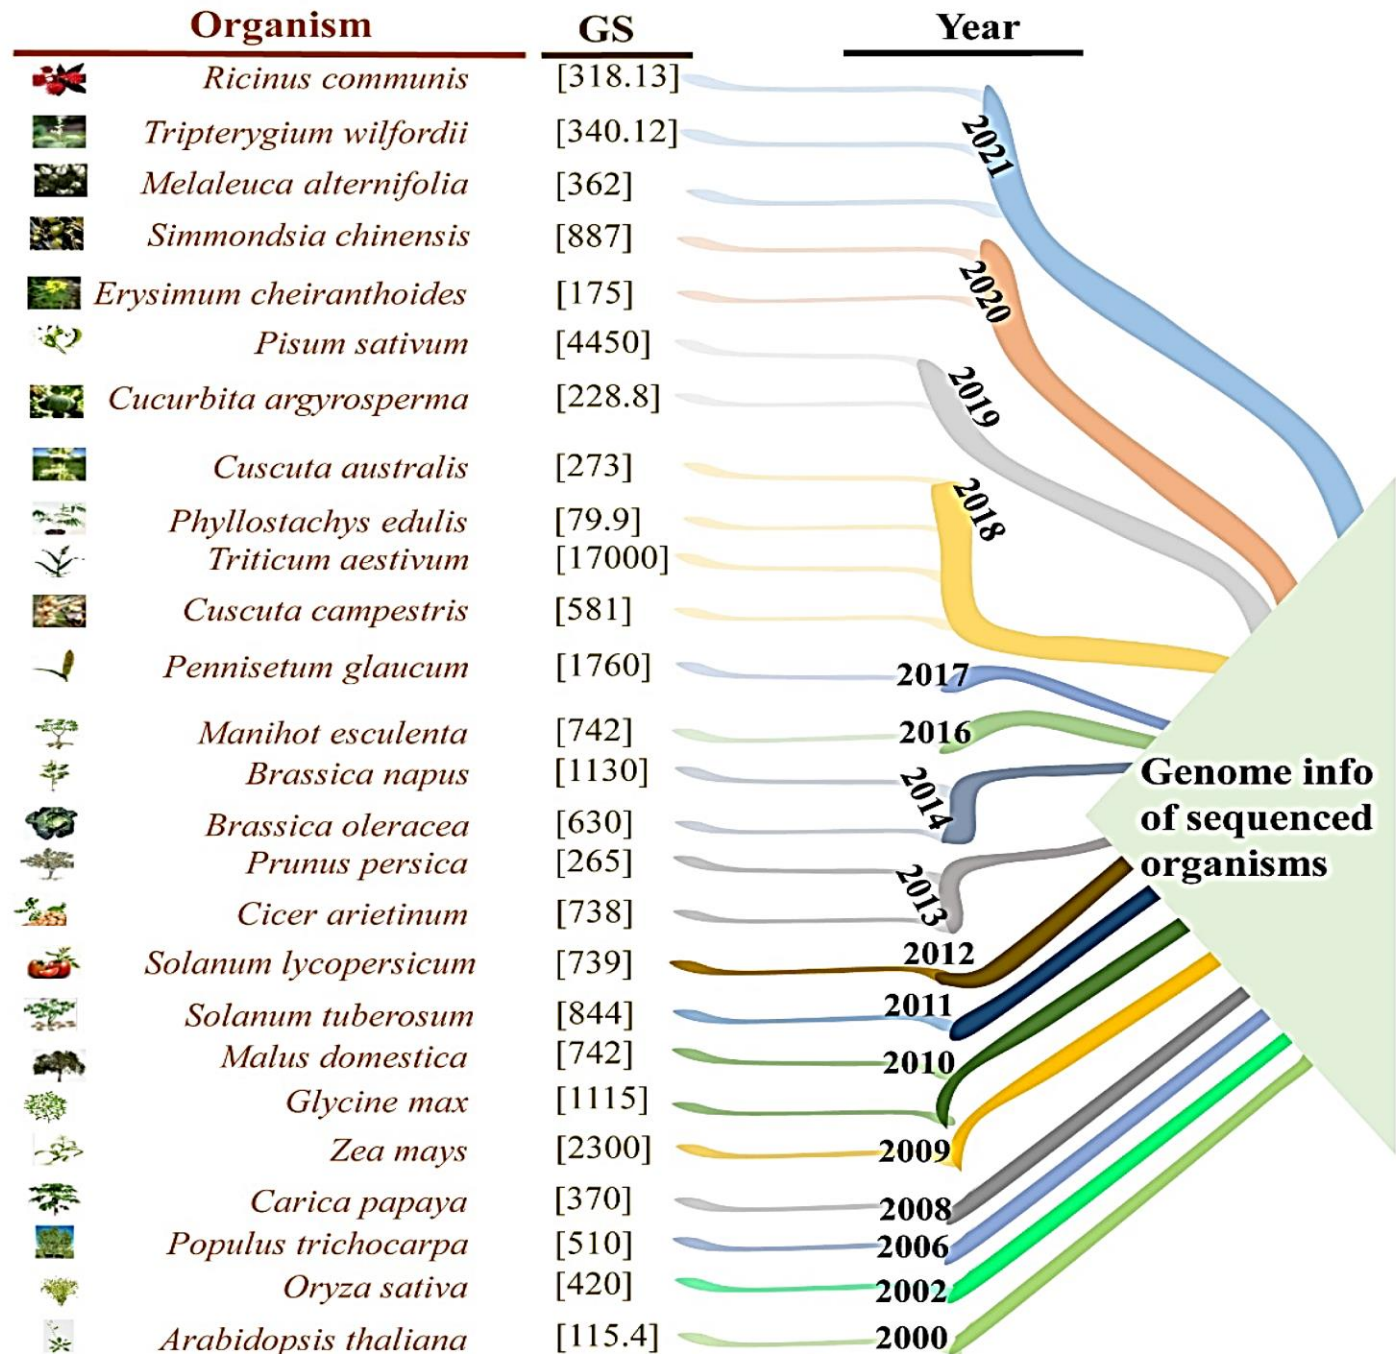 Organism GS Year
Ricinus communis [318.13]
Tripterygium wilfordii [340.12]
2021
Melaleuca alternifolia [362]
Simmondsia chinensis [887]
2020
Erysimum cheiranthoides [175]
Pisum sativum [4450]
2019
Cucurbita argyrosperma [228.8]
Cuscuta australis [273]
2018
Phyllostachys edulis [79.9]
Triticum aestivum [17000]
Cuscuta campestris [581]
Pennisetum glaucum [1760] 2017
Manihot esculenta [742] 2016
Brassica napus [1130]
2014
Brassica oleracea [630]
Prunus persica [265]
2013
Cicer arietinum [738]
Solanum lycopersicum [739] 2012
Solanum tuberosum [844] 2011
Malus domestica [742] 2010
Glycine max [1115]
Zea mays [2300] 2009
Carica papaya [370] 2008
Populus trichocarpa [510] 2006
Oryza sativa [420] 2002
Arabidopsis thaliana [115.4] 2000
Genome info
of sequenced
organisms